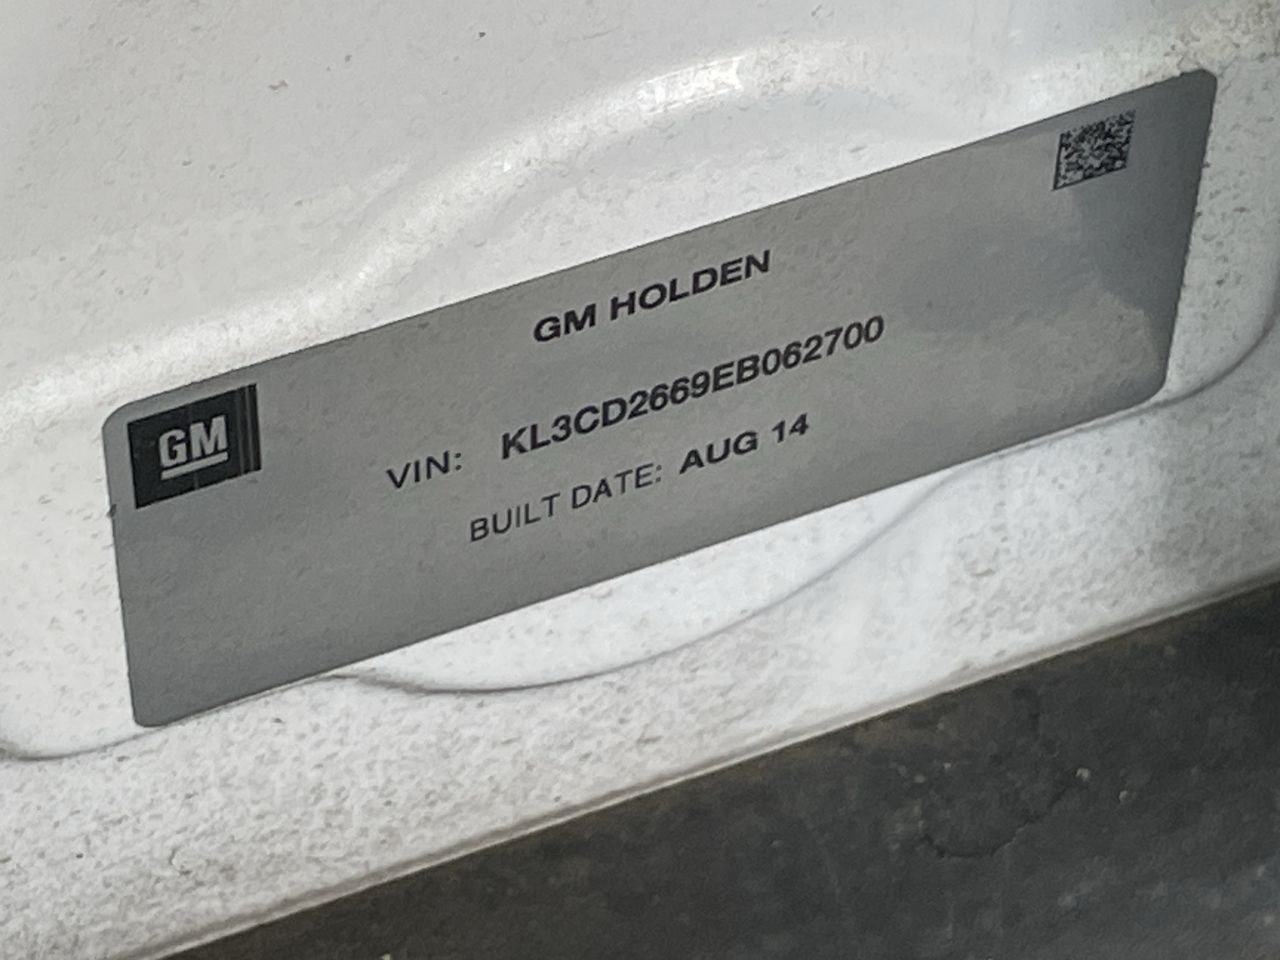 GM HOLDEN
GM
VIN: KL3CD2669EB062700
BUILT DATE: AUG 14